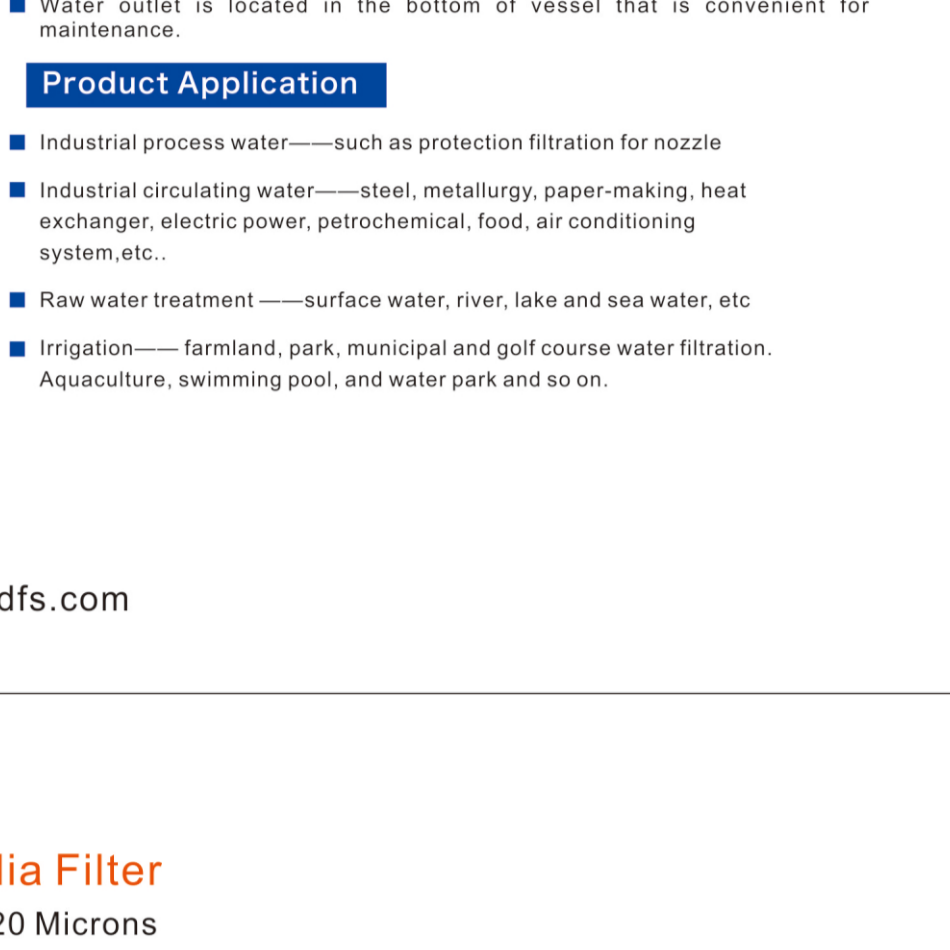 Water outlet is located in the bottom of vessel that is convenient for
maintenance.
Product Application
Industrial process water——such as protection filtration for nozzle
Industrial circulating water——steel, metallurgy, paper-making, heat
exchanger, electric power, petrochemical, food, air conditioning
system,etc..
Raw water treatment ——surface water, river, lake and sea water, etc
Irrigation—— farmland, park, municipal and golf course water filtration.
Aquaculture, swimming pool, and water park and so on.
dfs.com
Filter
20 Microns